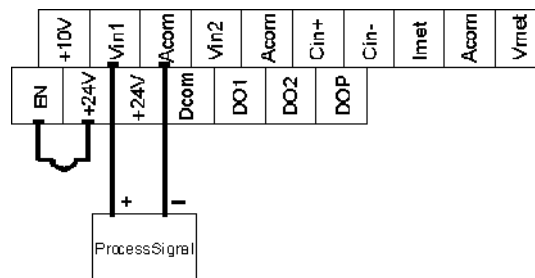 +10V Vin1 Acom Vin2 Acom Cin+ Cin- Imet Acom Vmet
EN +24V +24V Dcom DO1 DO2 DOP
+ −
ProcessSignal